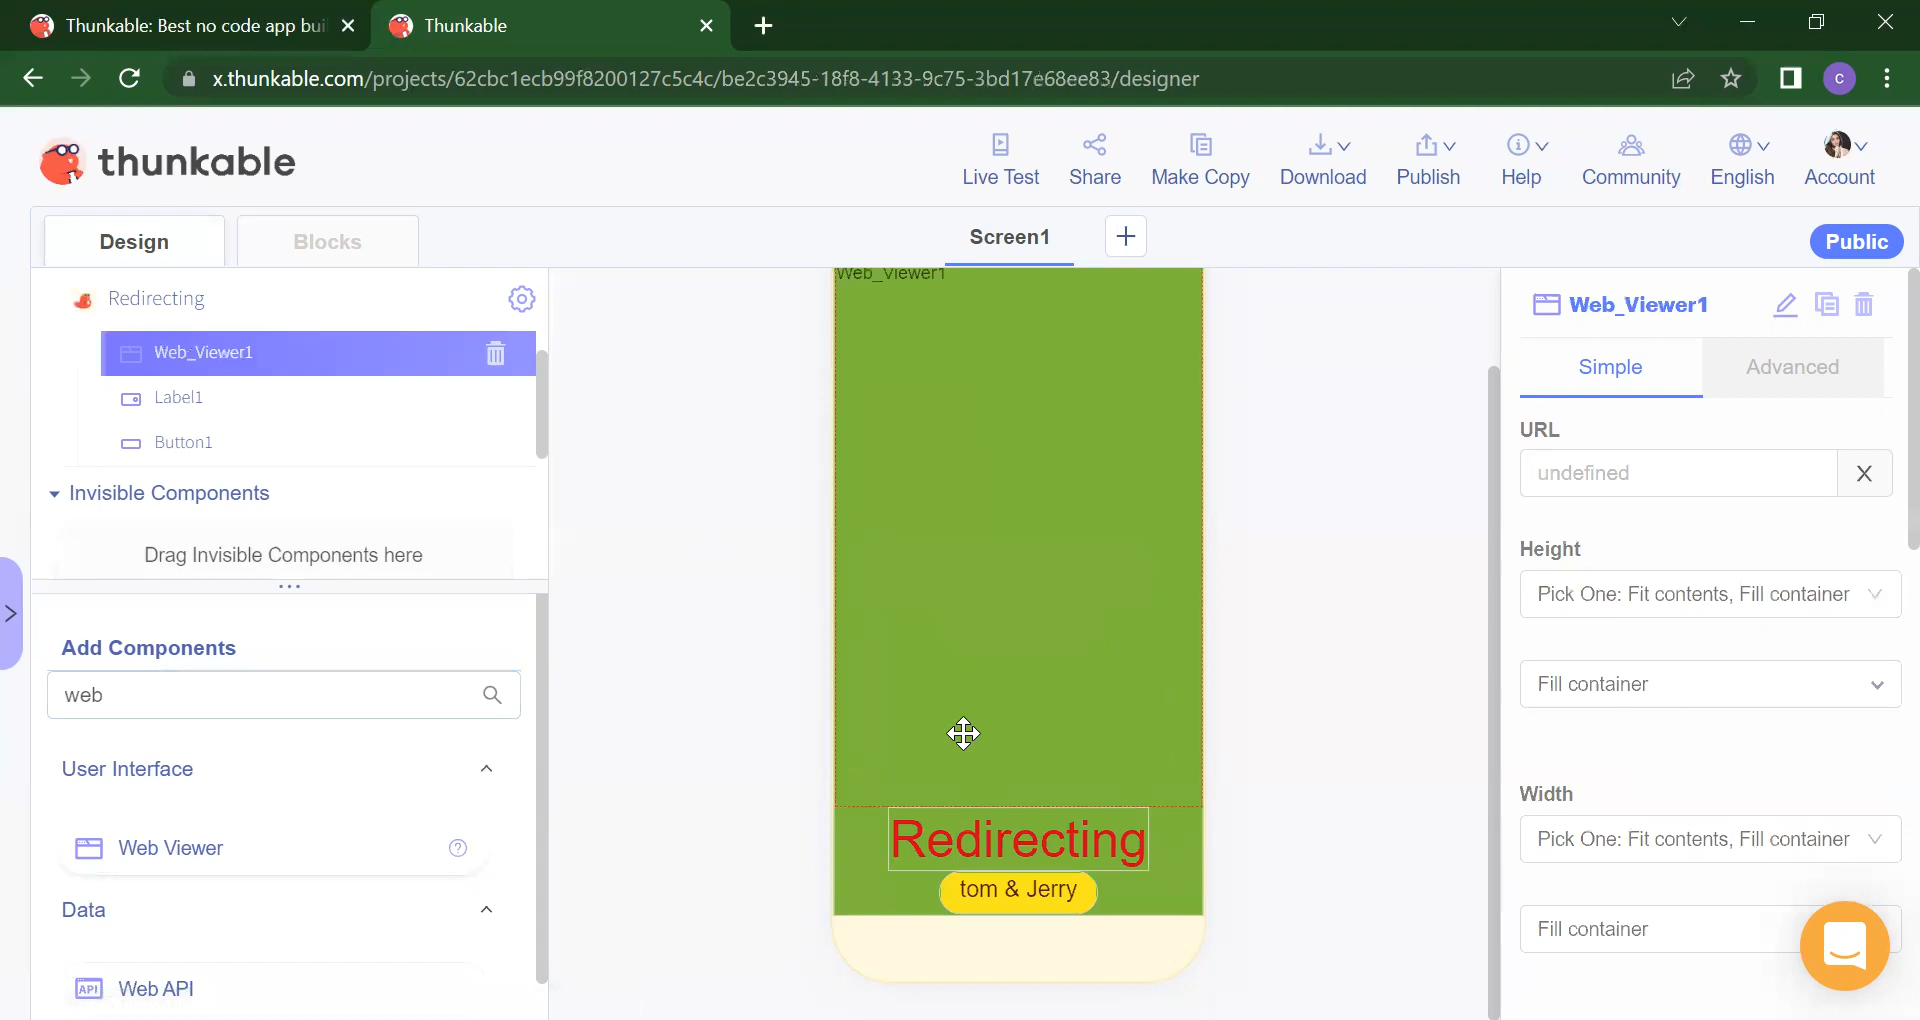 Thunkable: Best no code app bui
Thunkable
x.thunkable.com/projects/62cbc1ecb99f8200127c5c4c/be2c3945-18f8-4133-9c75-3bd17e68ee83/designer
c
thunkable
Live Test
Share
Make Copy
Download
Publish
Help
Community
English
Account
Design
Blocks
Screen1
Public
Redirecting
Web_Viewer1
Label1
Button1
Invisible Components
Drag Invisible Components here
Add Components
web
User Interface
Web Viewer
?
Data
API
Web API
Web_Viewer1
Redirecting
tom & Jerry
Web_Viewer1
Simple
Advanced
URL
undefined
X
Height
Pick One: Fit contents, Fill container
Fill container
Width
Pick One: Fit contents, Fill container
Fill container